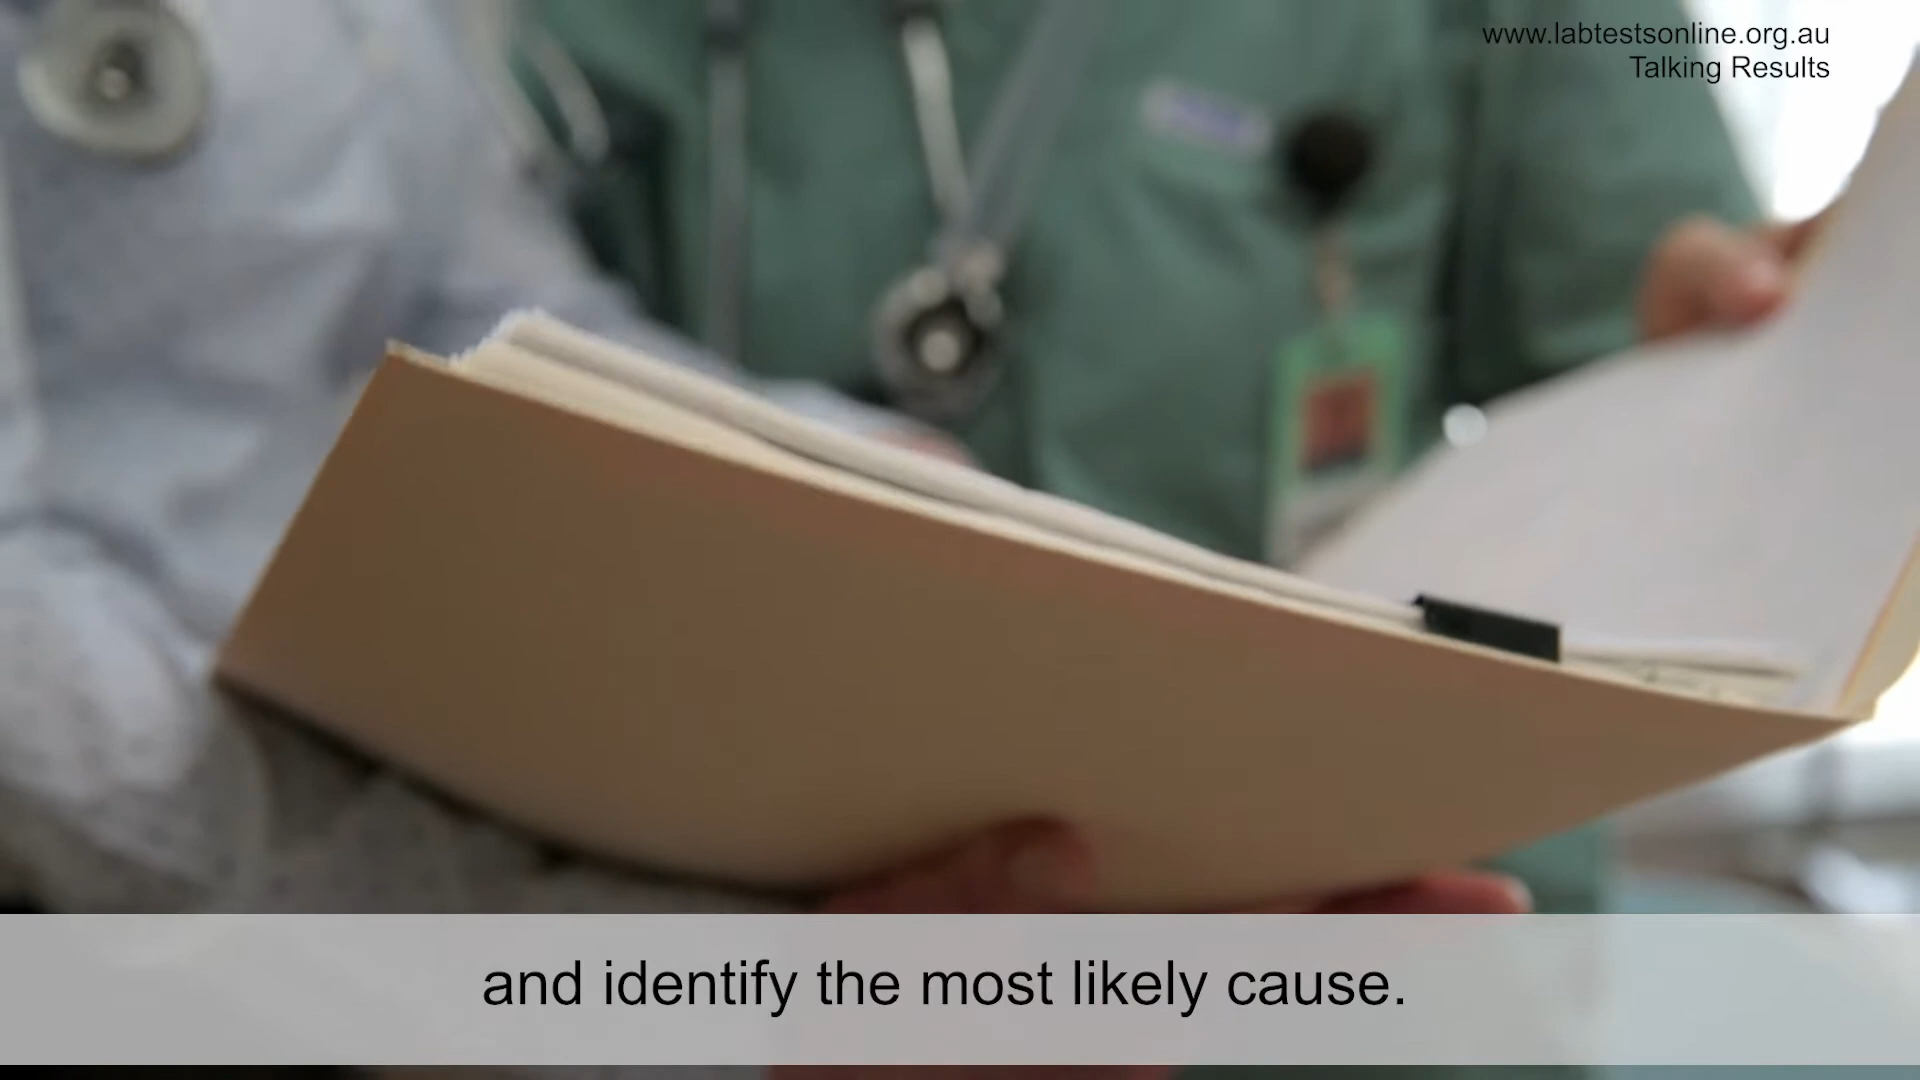 www.labtestsonline.org.au
Talking Results
and identify the most likely cause.